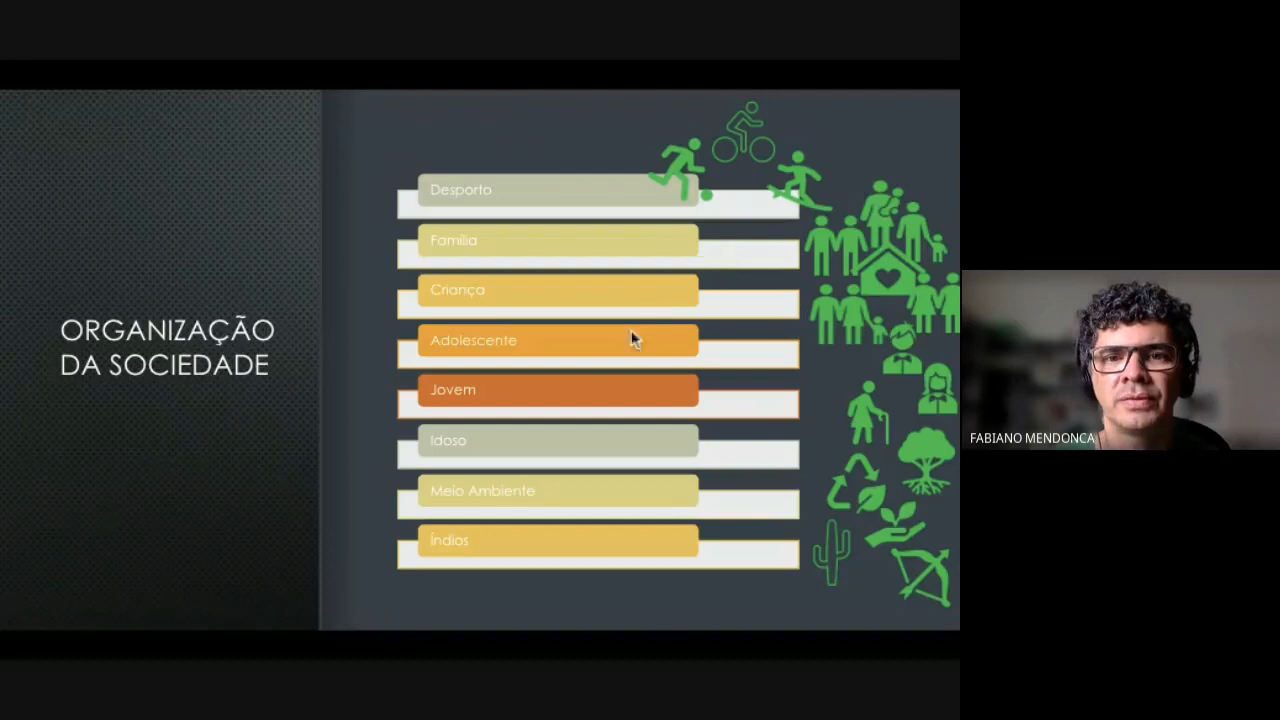 ORGANIZAÇÃO
DA SOCIEDADE
Desporto
Família
Criança
Adolescente
Jovem
Idoso
Meio Ambiente
Índios
FABIANO MENDONCA